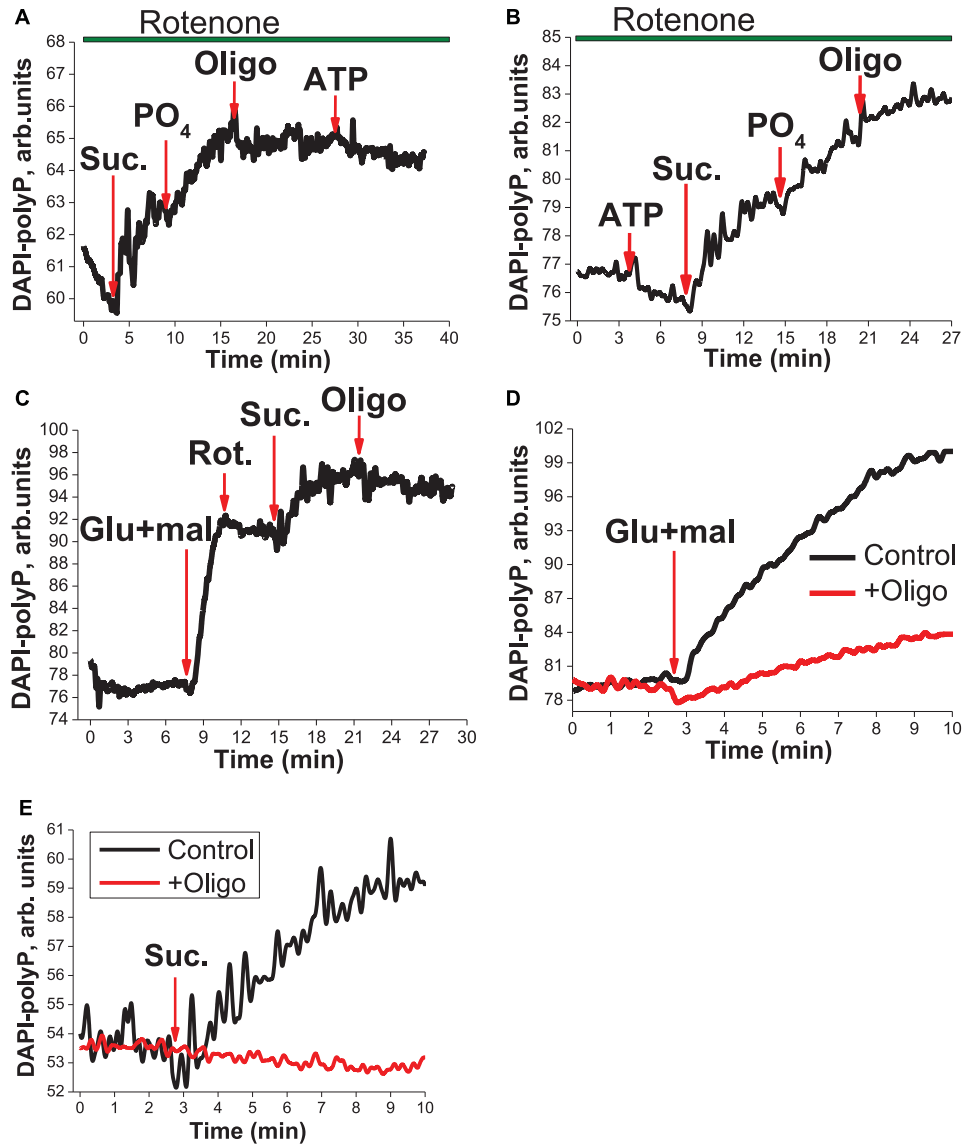 A
Rotenone
68
67
66
65
64
63
62
61
60
DAPI-polyP, arb.units
Suc.
PO4
Oligo
ATP
0 5 10 15 20 25 30 35 40
Time (min)
B
Rotenone
85
84
83
82
81
80
79
78
77
76
75
DAPI-polyP, arb.units
ATP
Suc.
PO4
Oligo
0 3 6 9 12 15 18 21 24 27
Time (min)
C
100
98
96
94
92
90
88
86
84
82
80
78
76
74
DAPI-polyP, arb.units
Glu+mal
Rot.
Suc.
Oligo
0 3 6 9 12 15 18 21 24 27 30
Time (min)
D
102
99
96
93
90
87
84
81
78
DAPI-polyP, arb.units
Glu+mal
Control
+Oligo
0 1 2 3 4 5 6 7 8 9 10
Time (min)
E
61
60
59
58
57
56
55
54
53
52
DAPI-polyP, arb. units
Control
+Oligo
Suc.
0 1 2 3 4 5 6 7 8 9 10
Time (min)